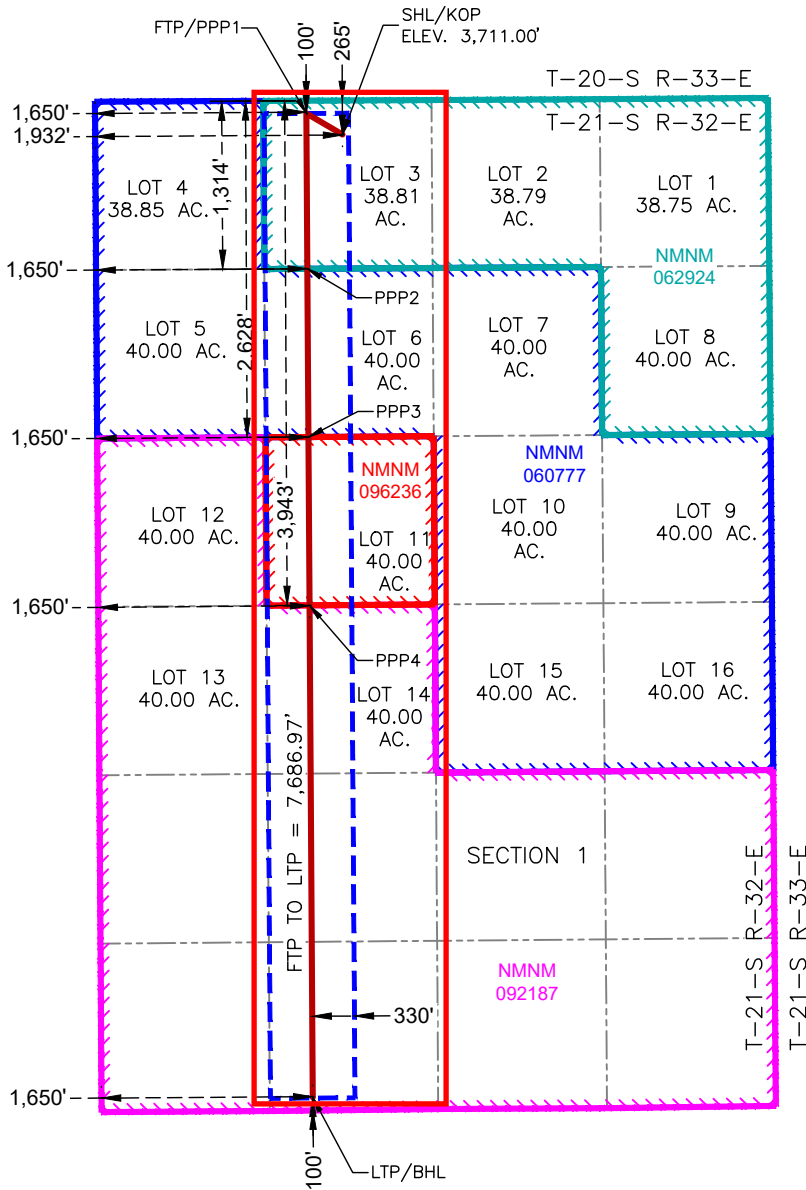 FTP/PPP1
100'
265'
SHL/KOP
ELEV. 3,711.00'
T-20-S R-33-E
T-21-S R-32-E
1,650'
1,932'
1,314'
LOT 4
38.85 AC.
LOT 3
38.81
AC.
LOT 2
38.79
AC.
LOT 1
38.75 AC.
NMNM
062924
1,650'
PPP2
LOT 5
40.00 AC.
2,628'
LOT 6
40.00
AC.
LOT 7
40.00
AC.
LOT 8
40.00 AC.
1,650'
PPP3
NMNM
096236
NMNM
060777
LOT 12
40.00 AC.
3,943'
LOT 11
40.00
AC.
LOT 10
40.00
AC.
LOT 9
40.00 AC.
1,650'
PPP4
LOT 13
40.00 AC.
LOT 14
40.00
AC.
LOT 15
40.00 AC.
LOT 16
40.00 AC.
FTP TO LTP = 7,686.97'
SECTION 1
NMNM
092187
T-21-S R-32-E
T-21-S R-33-E
330'
1,650'
100'
LTP/BHL